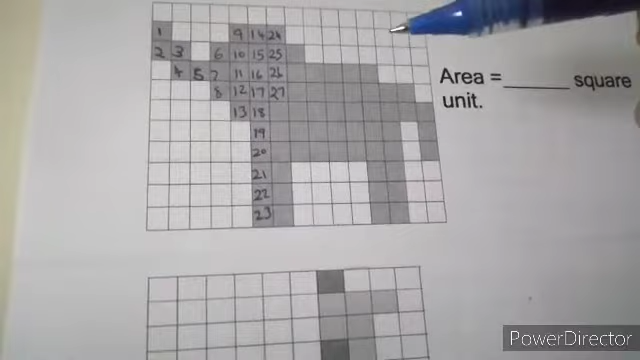 1 9 14 24
2 3 6 10 15 25
4 5 7 11 16 26
8 12 17 27
13 18
19
20
21
22
23
Area = ______ square
unit.
PowerDirector